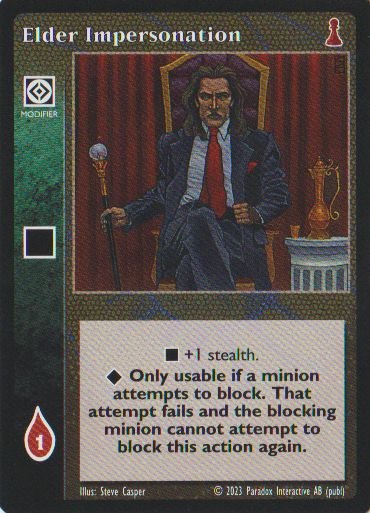 Elder Impersonation
MODIFIER
+1 stealth.
Only usable if a minion
attempts to block. That
attempt fails and the blocking
minion cannot attempt to
block this action again.
1
Illus: Steve Casper © 2023 Paradox Interactive AB (publ)